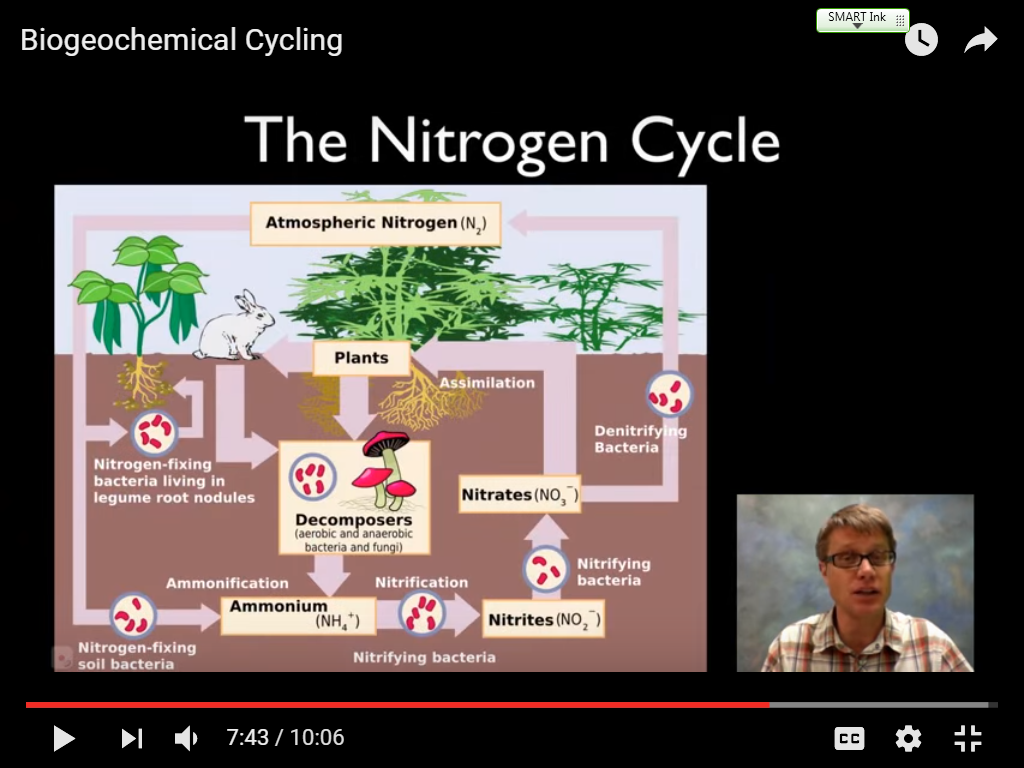 Biogeochemical Cycling
SMART Ink
The Nitrogen Cycle
Atmospheric Nitrogen (N₂)
Plants
Assimilation
Denitrifying
Bacteria
Nitrogen-fixing
bacteria living in
legume root nodules
Nitrates (NO₃⁻)
Decomposers
(aerobic and anaerobic
bacteria and fungi)
Nitrifying
bacteria
Ammonification
Nitrification
Ammonium
(NH₄⁺)
Nitrites (NO₂⁻)
Nitrogen-fixing
soil bacteria
Nitrifying bacteria
7:43 / 10:06
CC